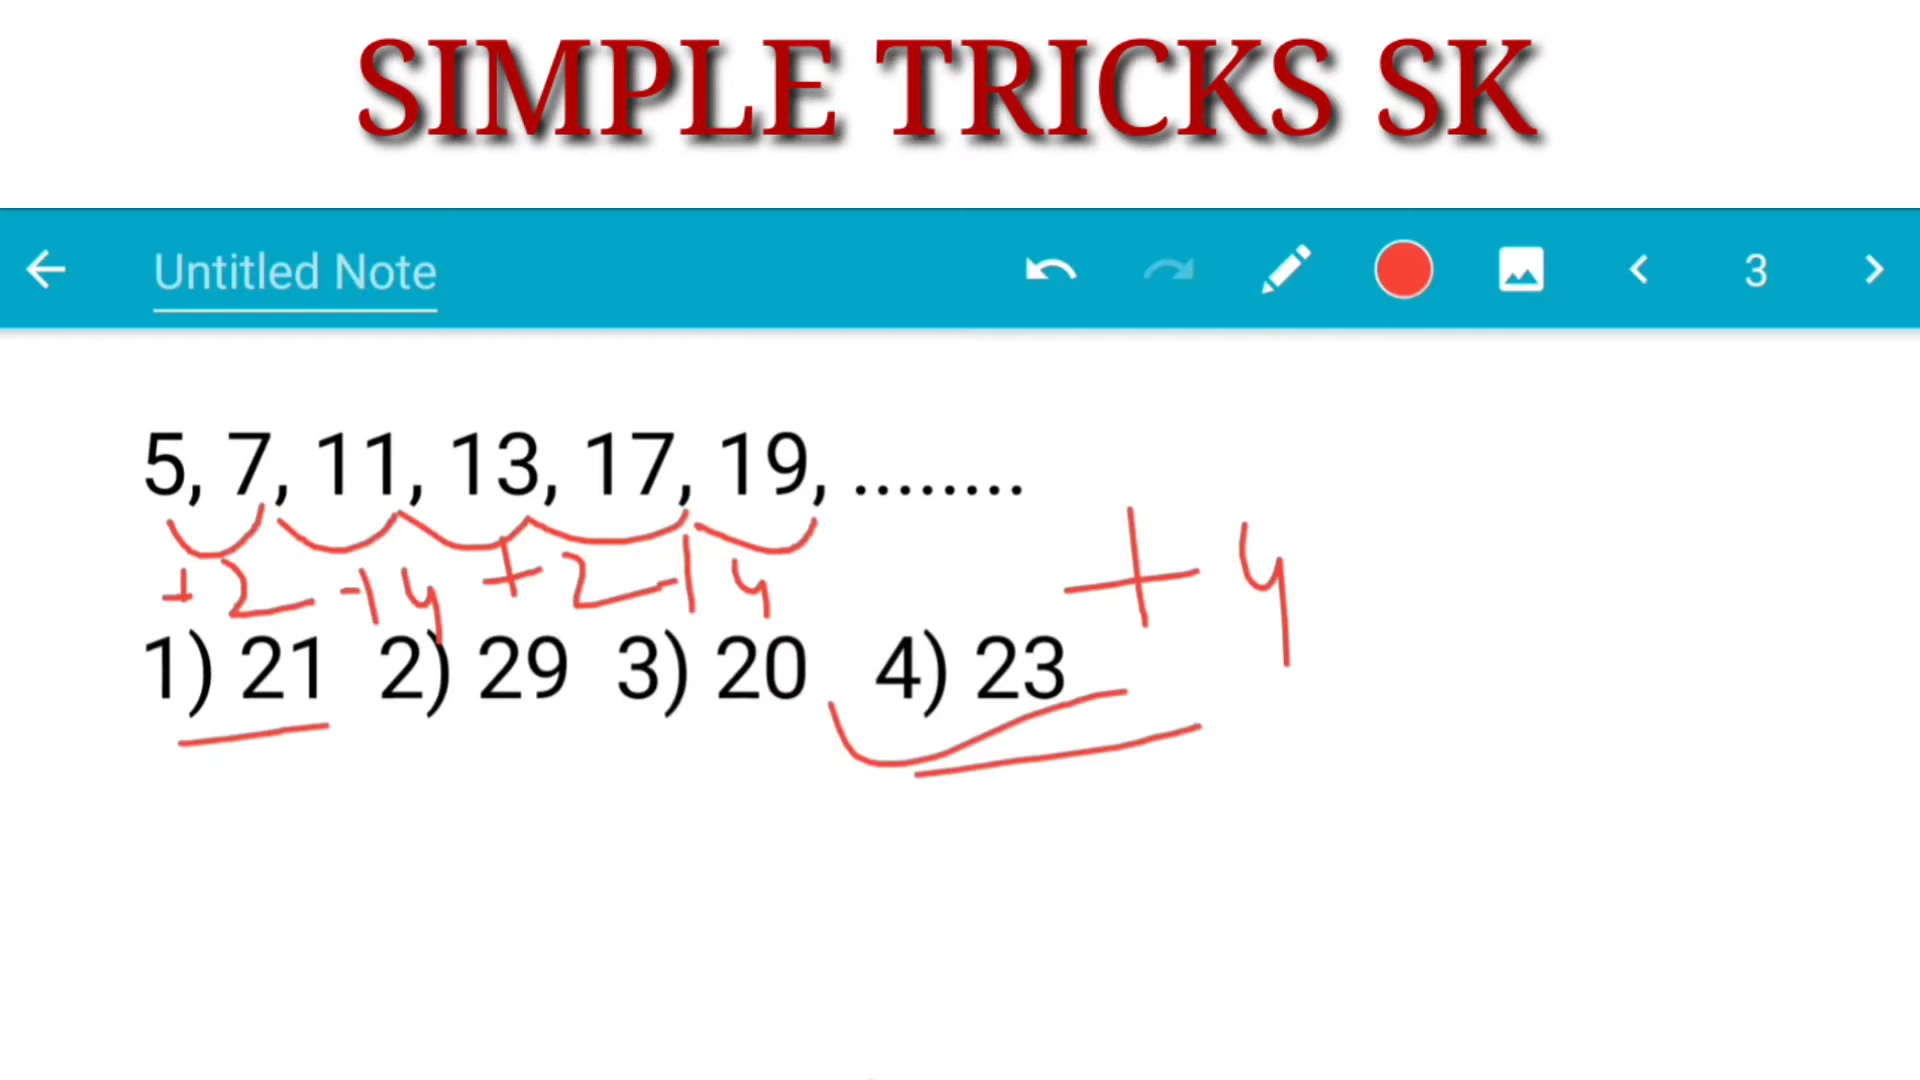 SIMPLE TRICKS SK
Untitled Note
3
5, 7, 11, 13, 17, 19, ........
+2 +4 +2 +4 +4
1) 21 2) 29 3) 20 4) 23